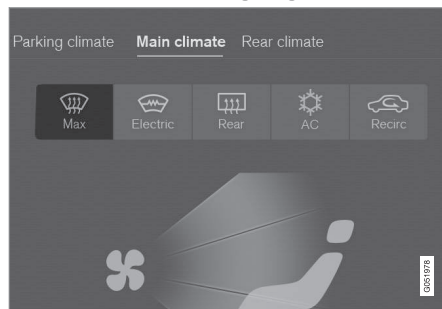 Parking climate Main climate Rear climate
Max Electric Rear AC Recirc
G051978